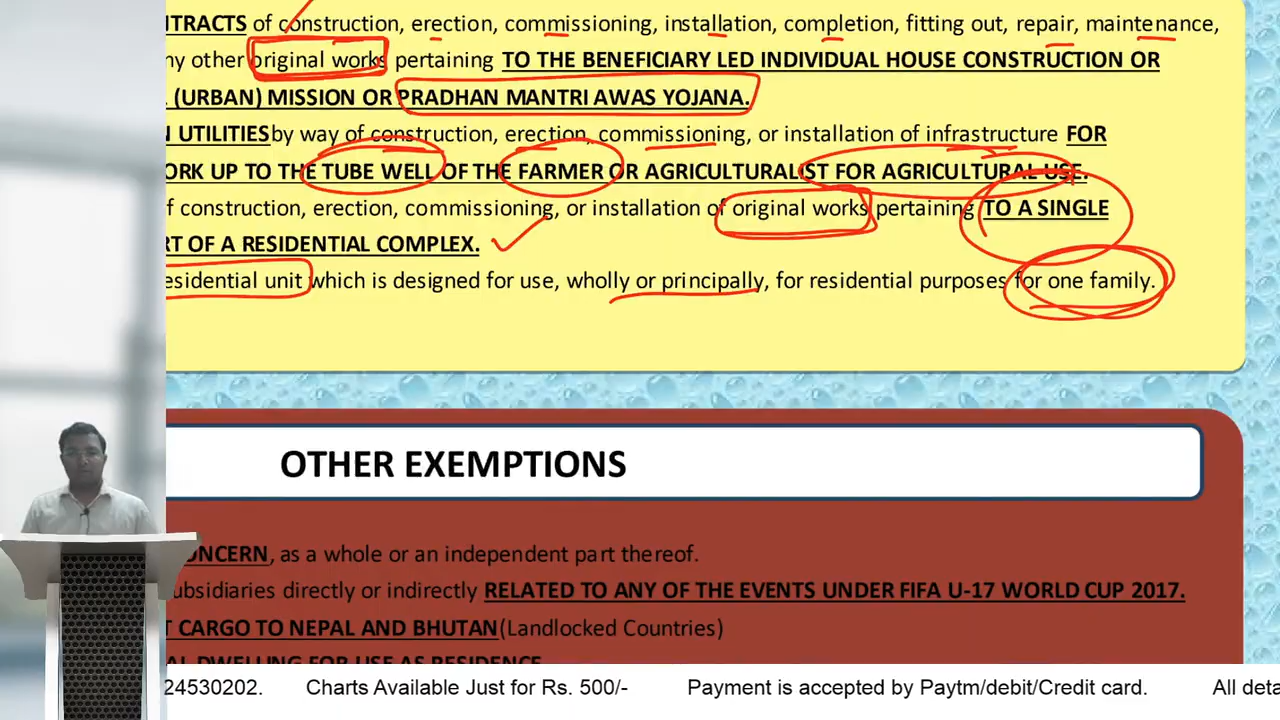 NTRACTS of construction, erection, commissioning, installation, completion, fitting out, repair, maintenance,
ny other original works pertaining TO THE BENEFICIARY LED INDIVIDUAL HOUSE CONSTRUCTION OR
(URBAN) MISSION OR PRADHAN MANTRI AWAS YOJANA.
N UTILITIES by way of construction, erection, commissioning, or installation of infrastructure FOR
ORK UP TO THE TUBE WELL OF THE FARMER OR AGRICULTURALIST FOR AGRICULTURAL USE.
f construction, erection, commissioning, or installation of original works pertaining TO A SINGLE
RT OF A RESIDENTIAL COMPLEX.
esidential unit which is designed for use, wholly or principally, for residential purposes for one family.
OTHER EXEMPTIONS
ONCERN, as a whole or an independent part thereof.
ubsidiaries directly or indirectly RELATED TO ANY OF THE EVENTS UNDER FIFA U-17 WORLD CUP 2017.
T CARGO TO NEPAL AND BHUTAN(Landlocked Countries)
AL DWELLING FOR USE AS RESIDENCE
24530202. Charts Available Just for Rs. 500/- Payment is accepted by Paytm/debit/Credit card. All deta